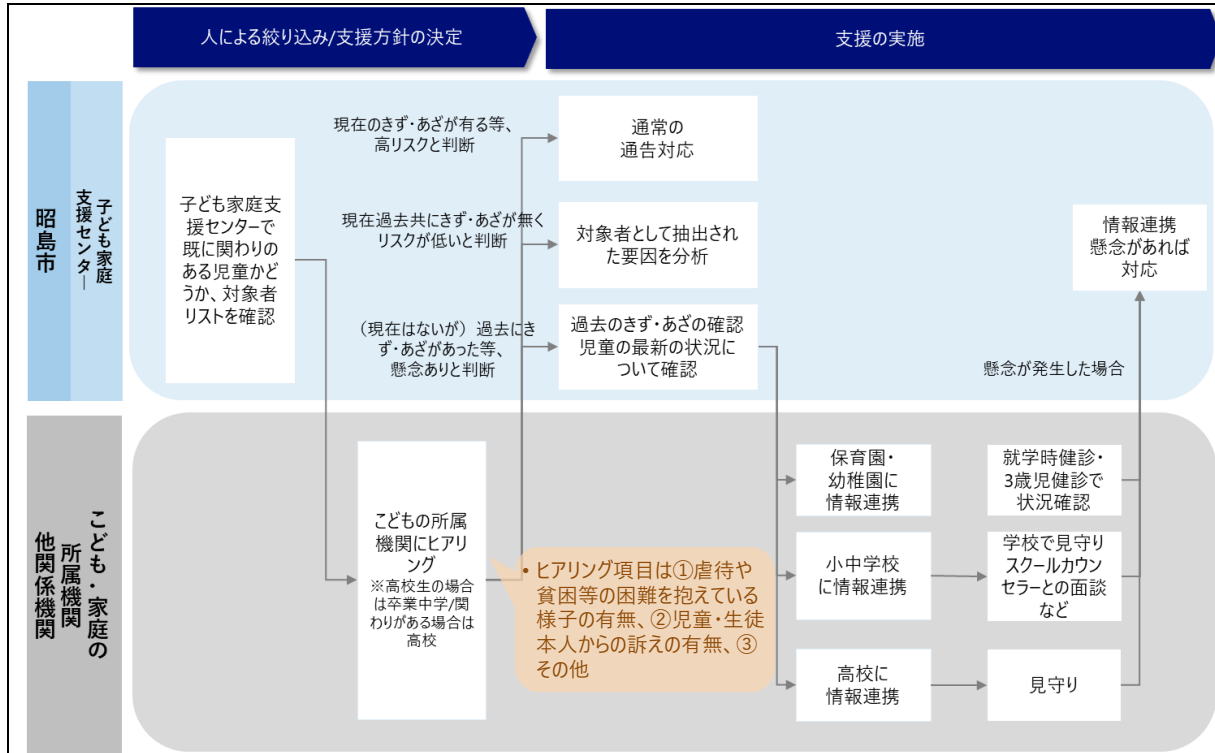 人による絞り込み/支援方針の決定
支援の実施
昭島市
子ども家庭
支援センター
子ども家庭支
援センターで
既に関わりの
ある児童かど
うか、対象者
リストを確認
現在のきず・あざが有る等、
高リスクと判断
通常の
通告対応
現在過去共にきず・あざが無く
リスクが低いと判断
対象者として抽出され
た要因を分析
（現在はないが）過去にき
ず・あざがあった等、
懸念ありと判断
過去のきず・あざの確認
児童の最新の状況に
ついて確認
情報連携
懸念があれば
対応
懸念が発生した場合
こども・家庭の
所属機関
他関係機関
こどもの所属
機関にヒアリ
ング
※高校生の場合
は卒業中学/関
わりがある場合は
高校
• ヒアリング項目は①虐待や
貧困等の困難を抱えている
様子の有無、②児童・生徒
本人からの訴えの有無、③
その他
保育園・
幼稚園に
情報連携
就学時健診・
3歳児健診で
状況確認
小中学校
に情報連携
学校で見守り
スクールカウン
セラーとの面談
など
高校に
情報連携
見守り